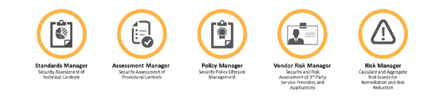 Standards Manager
Security Assessment of
Technical Controls
Assessment Manager
Security Assessment of
Procedural Controls
Policy Manager
Security Policy Lifecycle
Management
Vendor Risk Manager
Security and Risk
Assessment of 3rd Party
Service Providers and
Applications
Risk Manager
Calculate and Aggregate
Risk Scores for
Remediation and Risk
Reduction